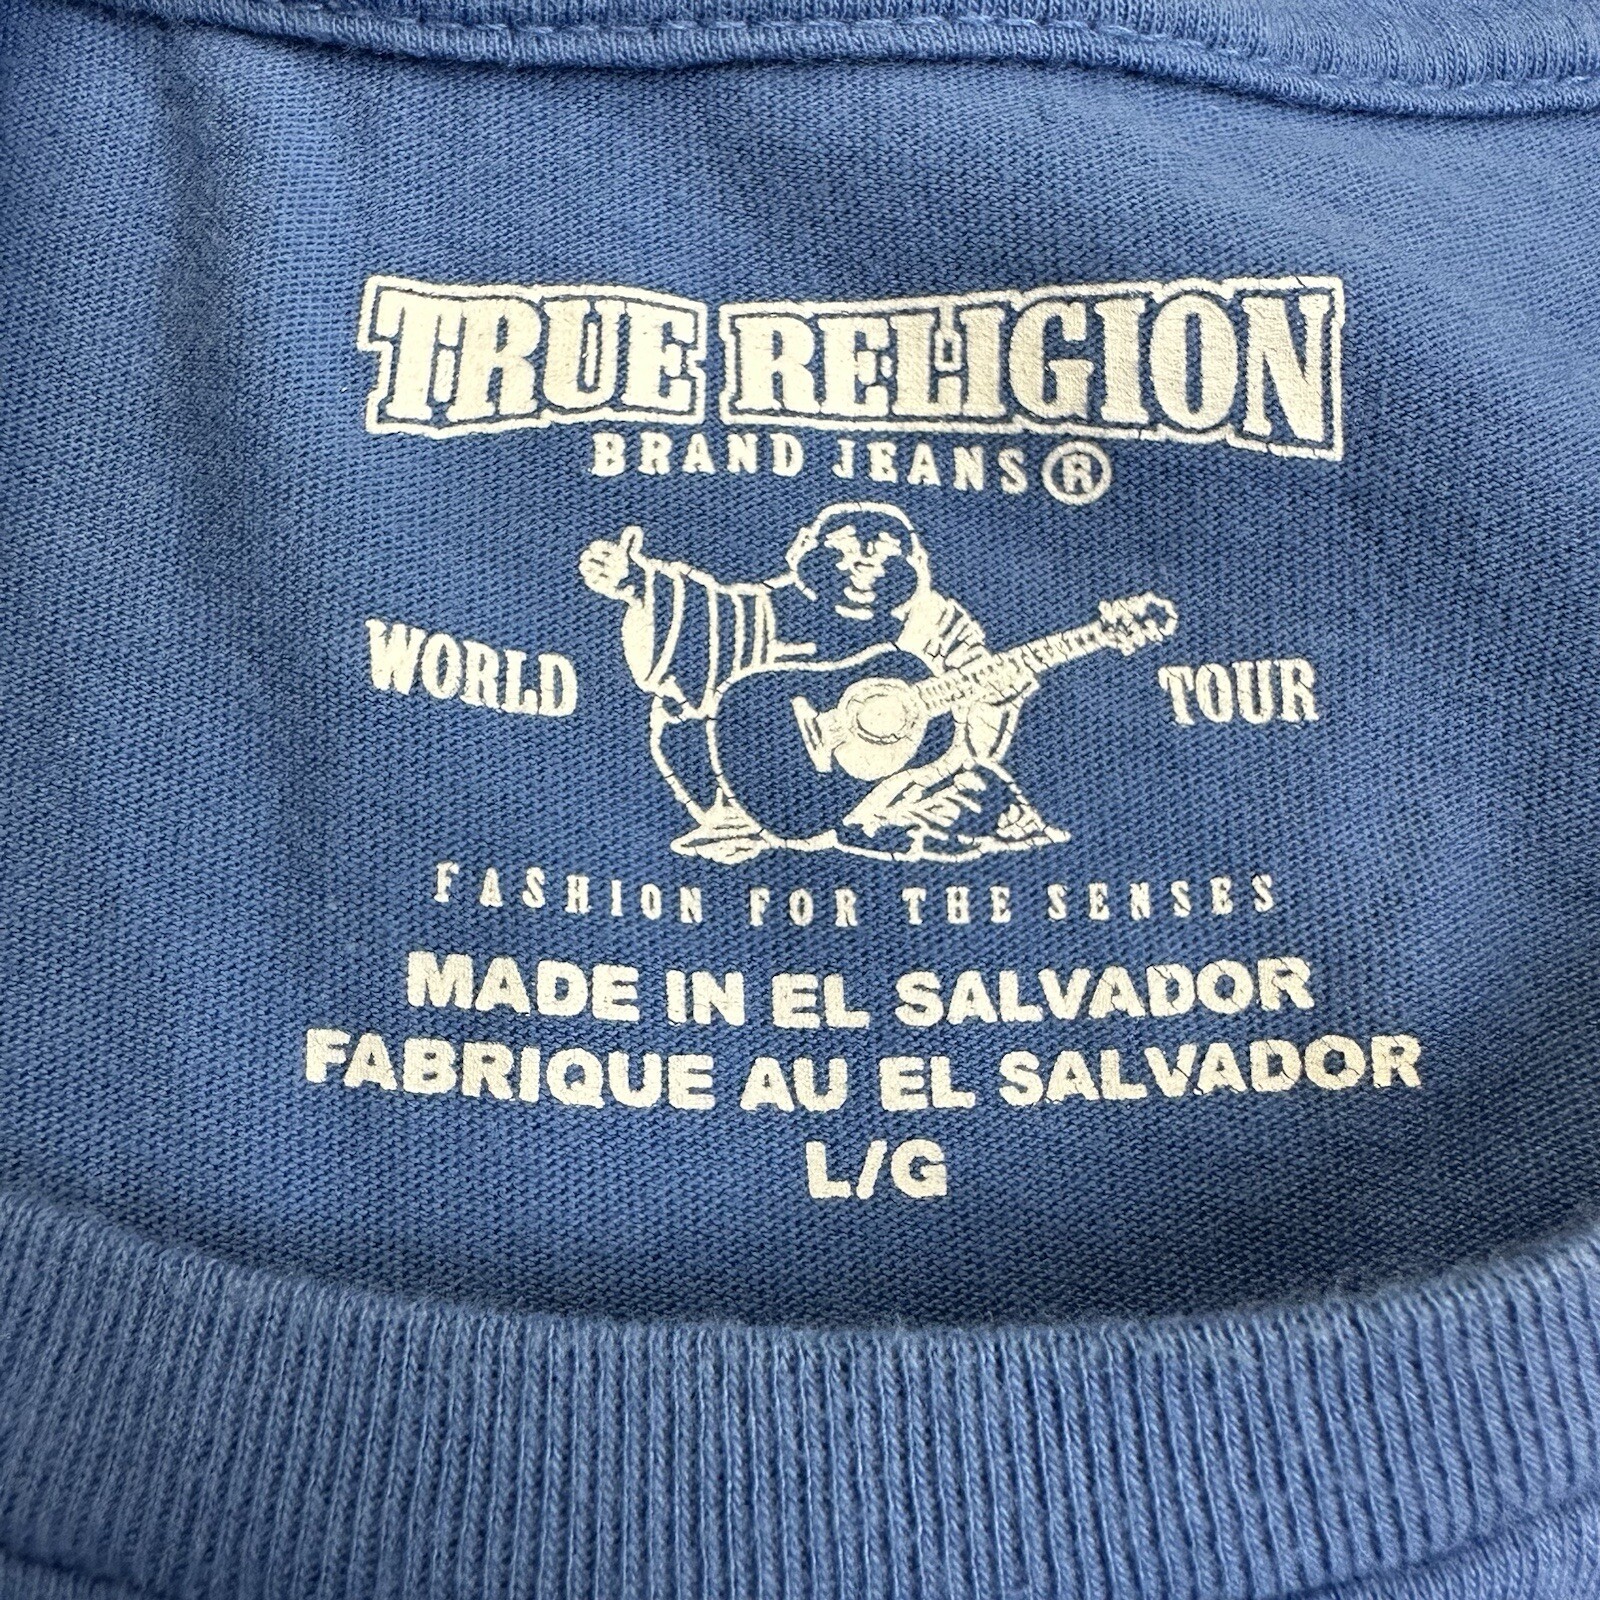 TRUE RELIGION
BRAND JEANS®
WORLD TOUR
FASHION FOR THE SENSES
MADE IN EL SALVADOR
FABRIQUE AU EL SALVADOR
L/G